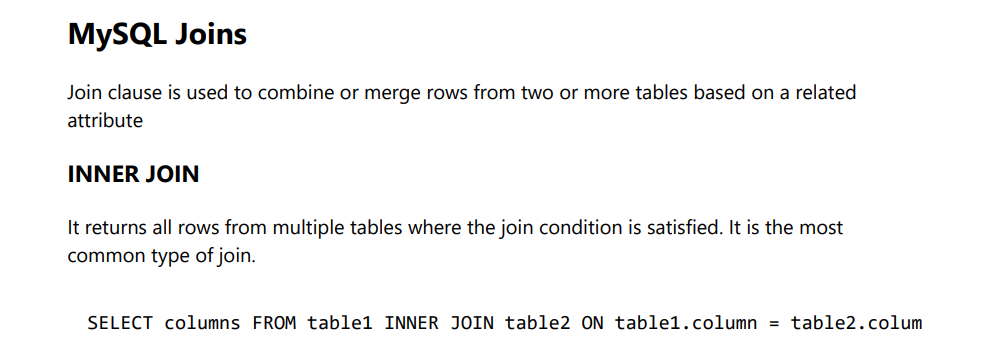 MySQL Joins
Join clause is used to combine or merge rows from two or more tables based on a related
attribute
INNER JOIN
It returns all rows from multiple tables where the join condition is satisfied. It is the most
common type of join.
SELECT columns FROM table1 INNER JOIN table2 ON table1.column = table2.colum